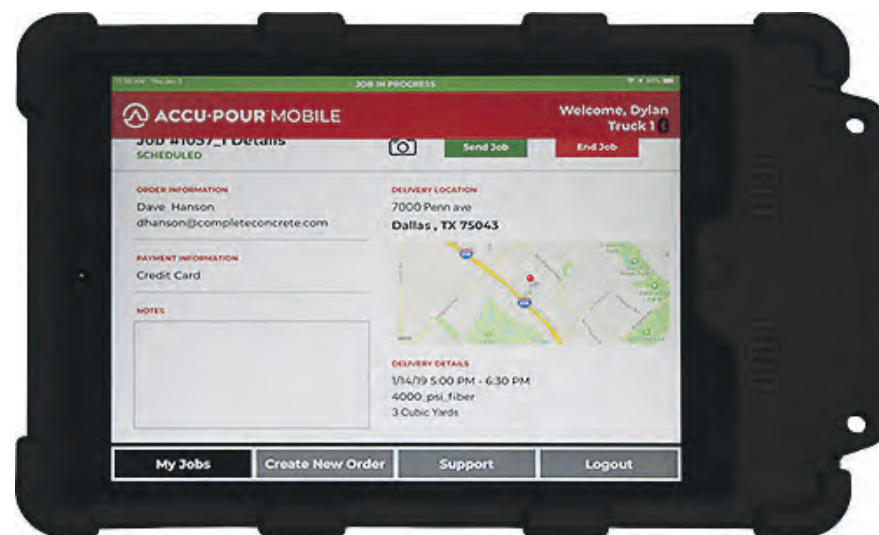 JOB IN PROGRESS
ACCU·POUR MOBILE
Welcome, Dylan
Truck 1
Job #1057_1 Details
SCHEDULED
Send Job
End Job
ORDER INFORMATION
Dave Hanson
dhanson@completeconcrete.com
PAYMENT INFORMATION
Credit Card
NOTES
DELIVERY LOCATION
7000 Penn ave
Dallas , TX 75043
DELIVERY DETAILS
1/14/19 5:00 PM - 6:30 PM
4000_psi_fiber
3 Cubic Yards
My Jobs
Create New Order
Support
Logout